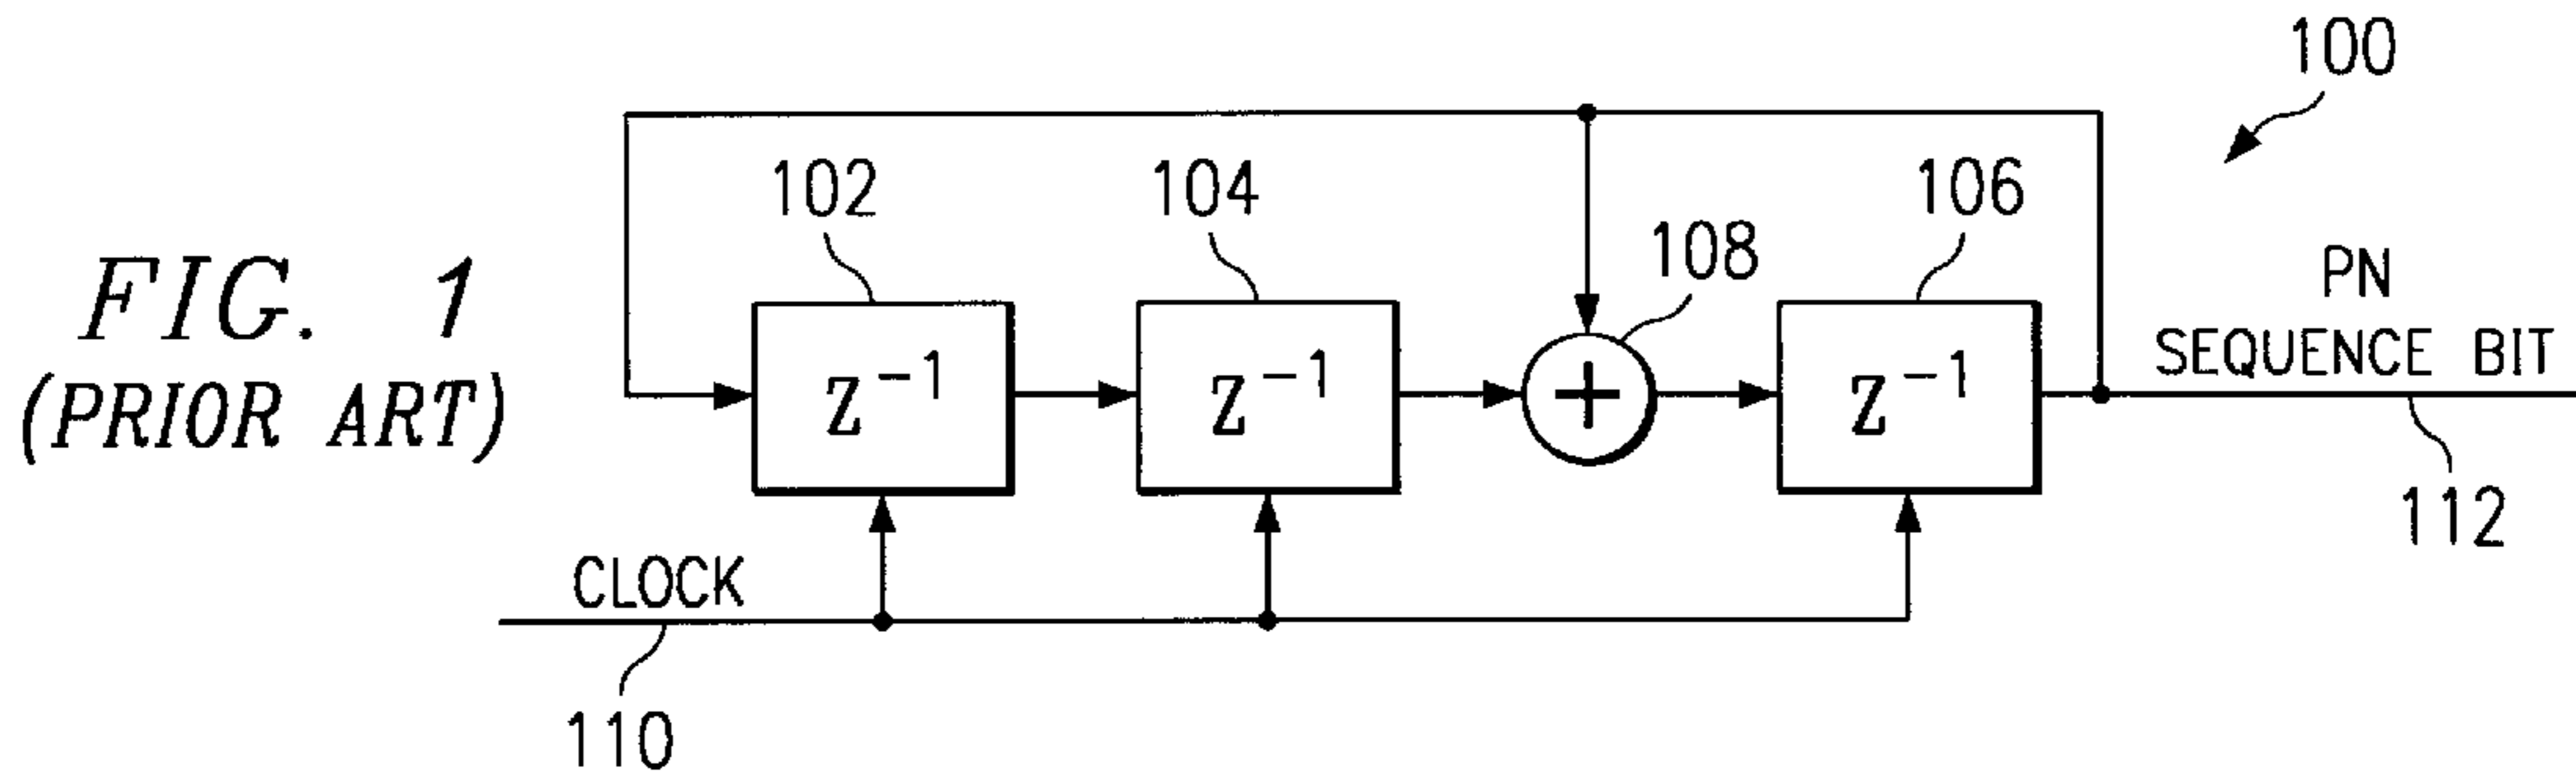 100
102
104
106
108
PN
SEQUENCE BIT
FIG. 1
(PRIOR ART)
Z⁻¹
Z⁻¹
+
Z⁻¹
112
CLOCK
110